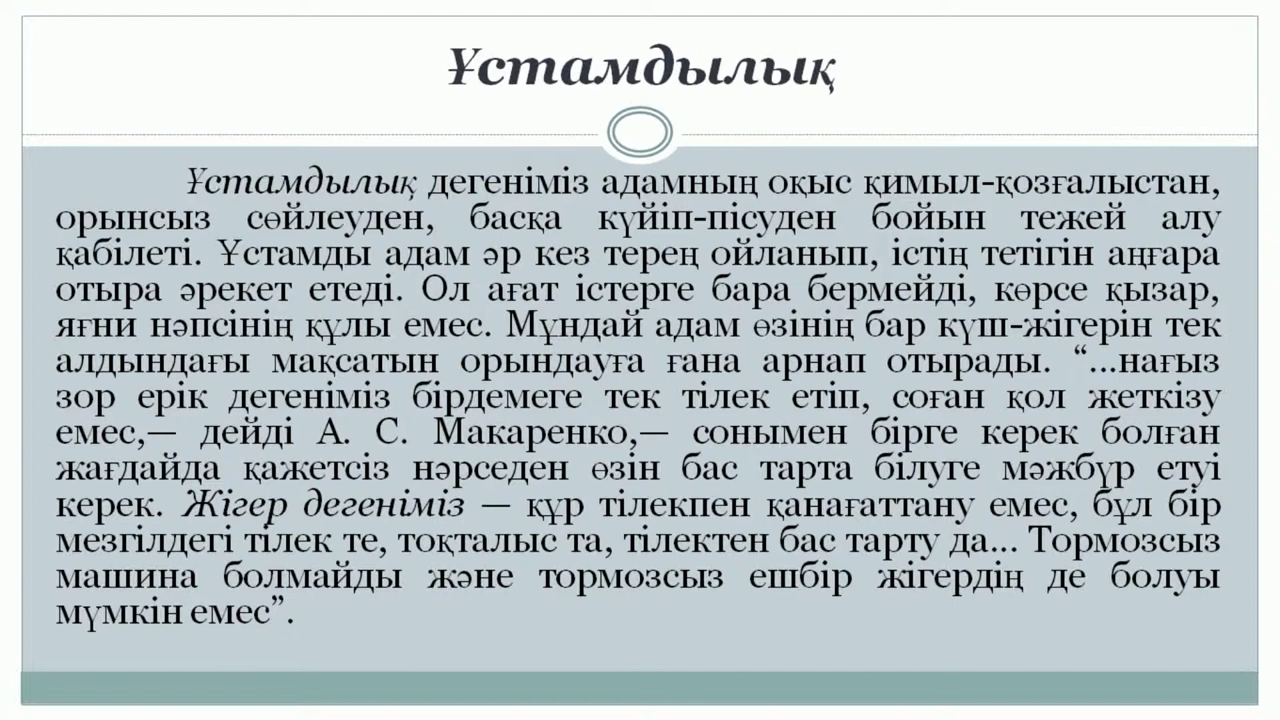 Ұстамдылық
Ұстамдылық дегеніміз адамның оқыс қимыл-қозғалыстан,
орынсыз сөйлеуден, басқа күйіп-пісуден бойын тежей алу
қабілеті. Ұстамды адам әр кез терең ойланып, істің тетігін аңғара
отыра әрекет етеді. Ол ағат істерге бара бермейді, көрсе қызар,
яғни нәпсінің құлы емес. Мұндай адам өзінің бар күш-жігерін тек
алдындағы мақсатын орындауға ғана арнап отырады. “...нағыз
зор ерік дегеніміз бірдемеге тек тілек етіп, соған қол жеткізу
емес,— дейді А. С. Макаренко,— сонымен бірге керек болған
жағдайда қажетсіз нәрседен өзін бас тарта білуге мәжбүр етуі
керек. Жігер дегеніміз — құр тілекпен қанағаттану емес, бұл бір
мезгілдегі тілек те, тоқталыс та, тілектен бас тарту да... Тормозсыз
машина болмайды және тормозсыз ешбір жігердің де болуы
мүмкін емес”.